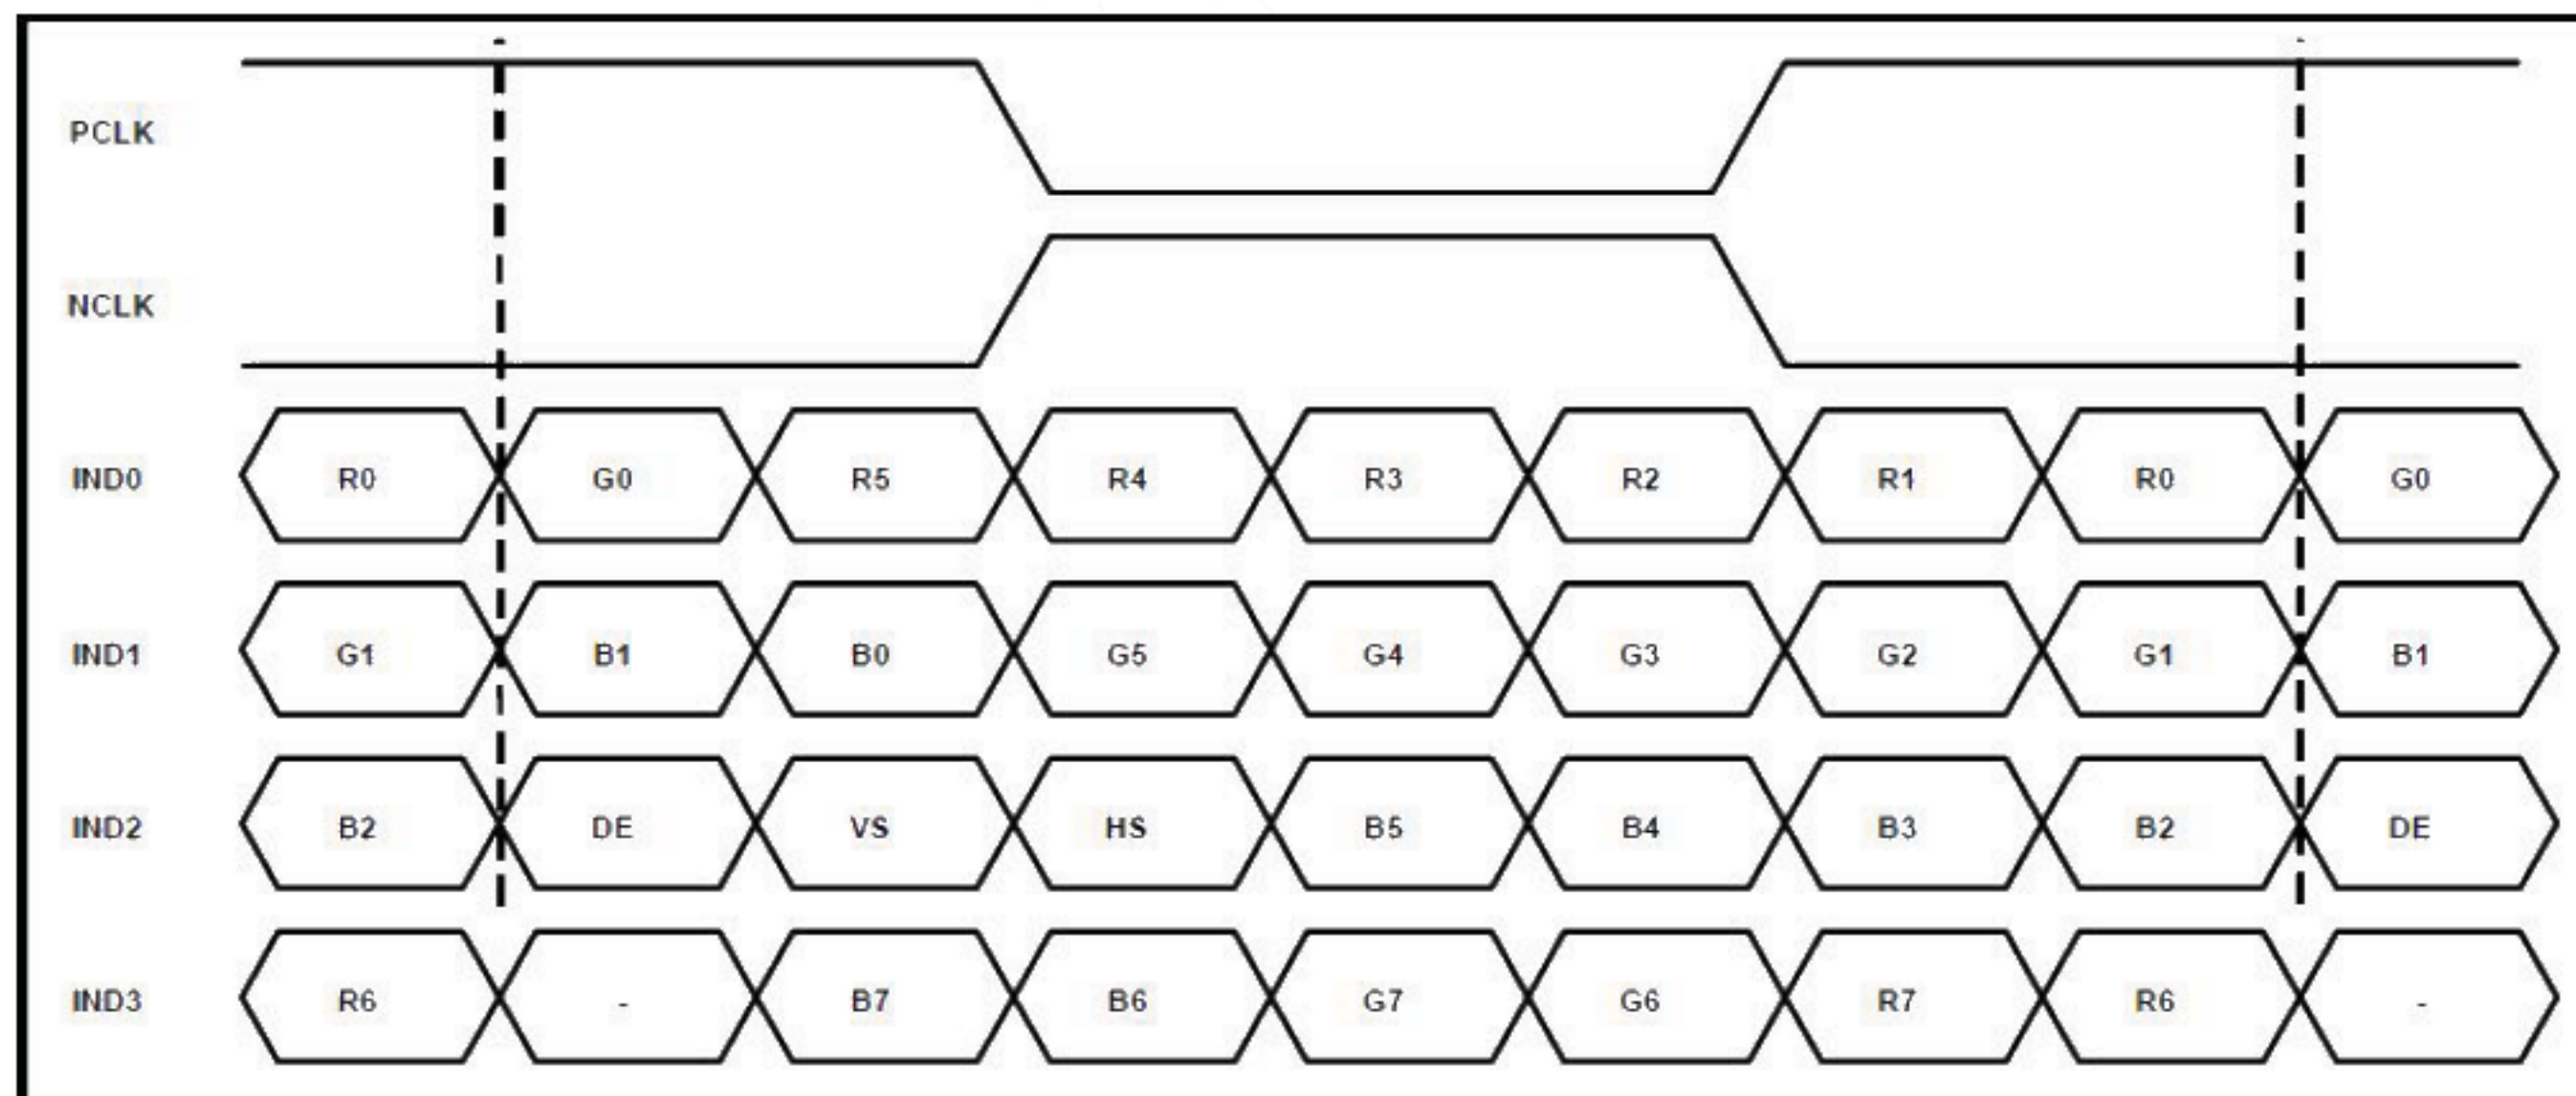 PCLK
NCLK
IND0 R0 G0 R5 R4 R3 R2 R1 R0 G0
IND1 G1 B1 B0 G5 G4 G3 G2 G1 B1
IND2 B2 DE VS HS B5 B4 B3 B2 DE
IND3 R6 - B7 B6 G7 G6 R7 R6 -